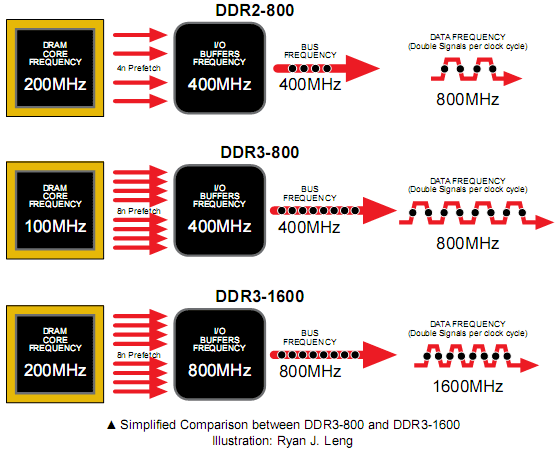 DDR2-800
DRAM
CORE
FREQUENCY
200MHz
4n Prefetch
I/O
BUFFERS
FREQUENCY
400MHz
BUS
FREQUENCY
400MHz
DATA FREQUENCY
(Double Signals per clock cycle)
800MHz
DDR3-800
DRAM
CORE
FREQUENCY
100MHz
8n Prefetch
I/O
BUFFERS
FREQUENCY
400MHz
BUS
FREQUENCY
400MHz
DATA FREQUENCY
(Double Signals per clock cycle)
800MHz
DDR3-1600
DRAM
CORE
FREQUENCY
200MHz
8n Prefetch
I/O
BUFFERS
FREQUENCY
800MHz
BUS
FREQUENCY
800MHz
DATA FREQUENCY
(Double Signals per clock cycle)
1600MHz
▲ Simplified Comparison between DDR3-800 and DDR3-1600
Illustration: Ryan J. Leng